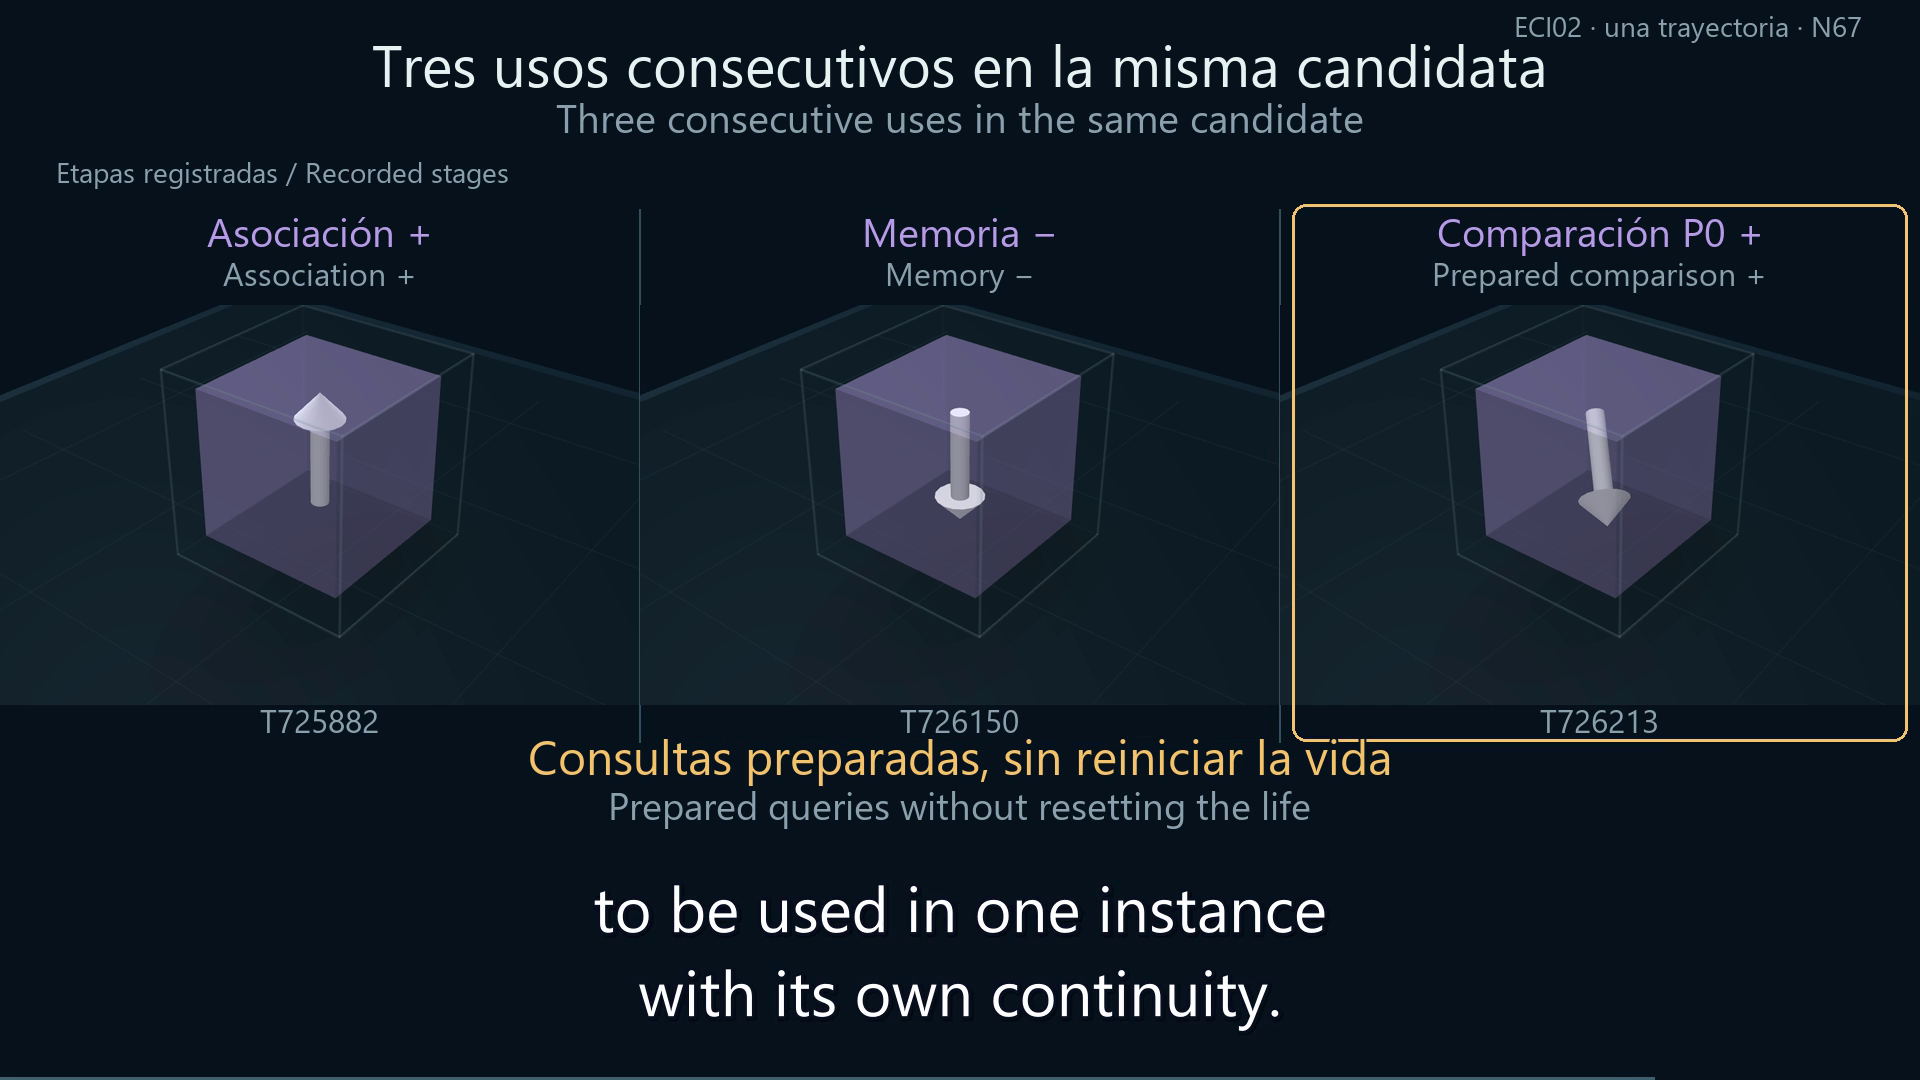 ECI02 · una trayectoria · N67
Tres usos consecutivos en la misma candidata
Three consecutive uses in the same candidate
Etapas registradas / Recorded stages
Asociación +
Association +
Memoria −
Memory −
Comparación P0 +
Prepared comparison +
T725882
T726150
T726213
Consultas preparadas, sin reiniciar la vida
Prepared queries without resetting the life
to be used in one instance
with its own continuity.